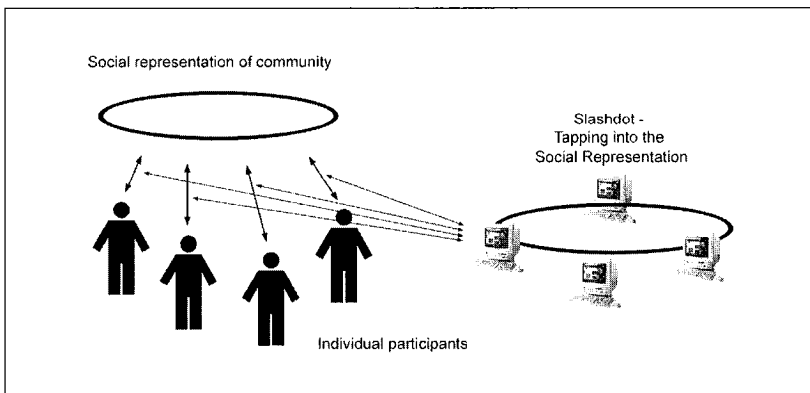 Social representation of community
Slashdot -
Tapping into the
Social Representation
Individual participants